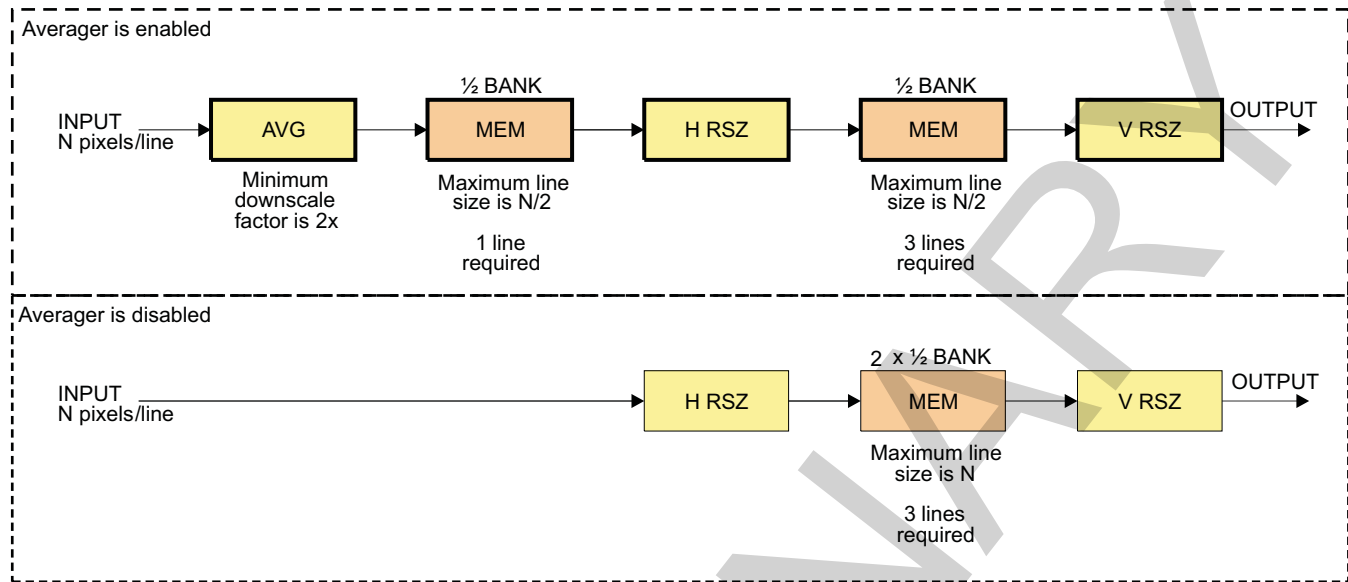 Averager is enabled
½ BANK
½ BANK
INPUT
N pixels/line
AVG
MEM
H RSZ
MEM
V RSZ
OUTPUT
Minimum
downscale
factor is 2x
Maximum line
size is N/2
1 line
required
Maximum line
size is N/2
3 lines
required
Averager is disabled
2 x ½ BANK
INPUT
N pixels/line
H RSZ
MEM
V RSZ
OUTPUT
Maximum line
size is N
3 lines
required
NARY